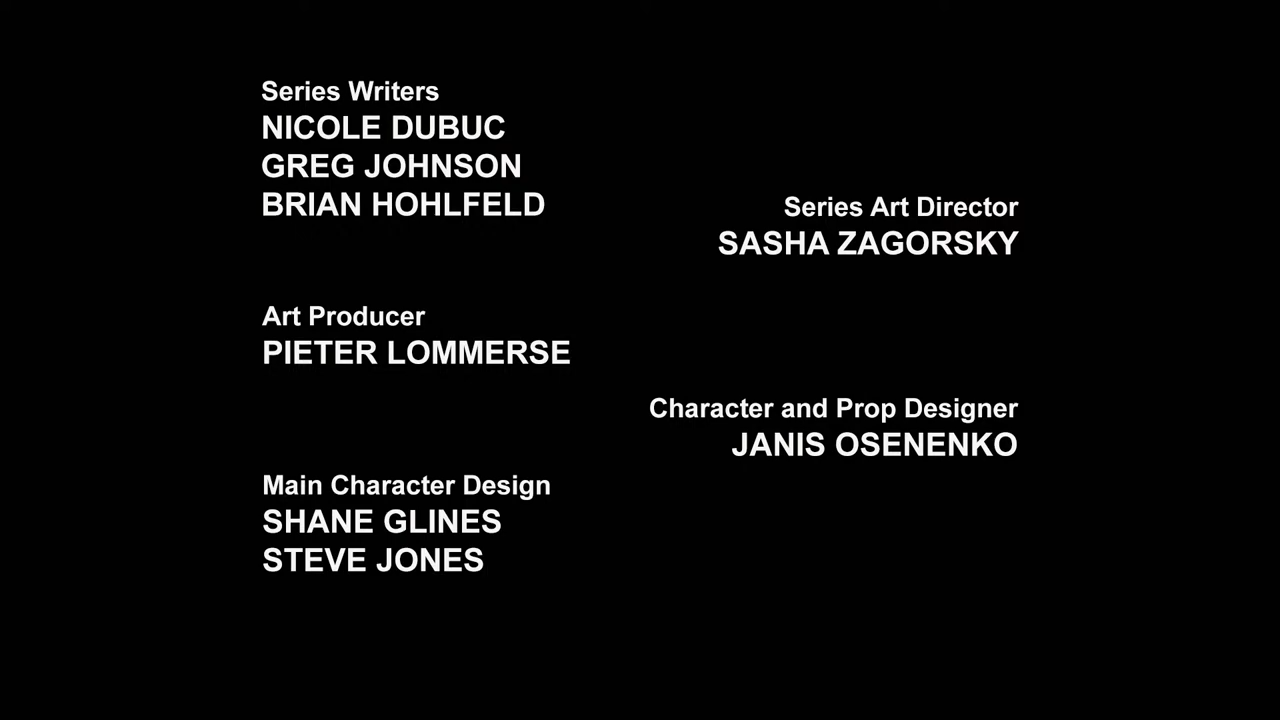 Series Writers
NICOLE DUBUC
GREG JOHNSON
BRIAN HOHLFELD
Series Art Director
SASHA ZAGORSKY
Art Producer
PIETER LOMMERSE
Character and Prop Designer
JANIS OSENENKO
Main Character Design
SHANE GLINES
STEVE JONES